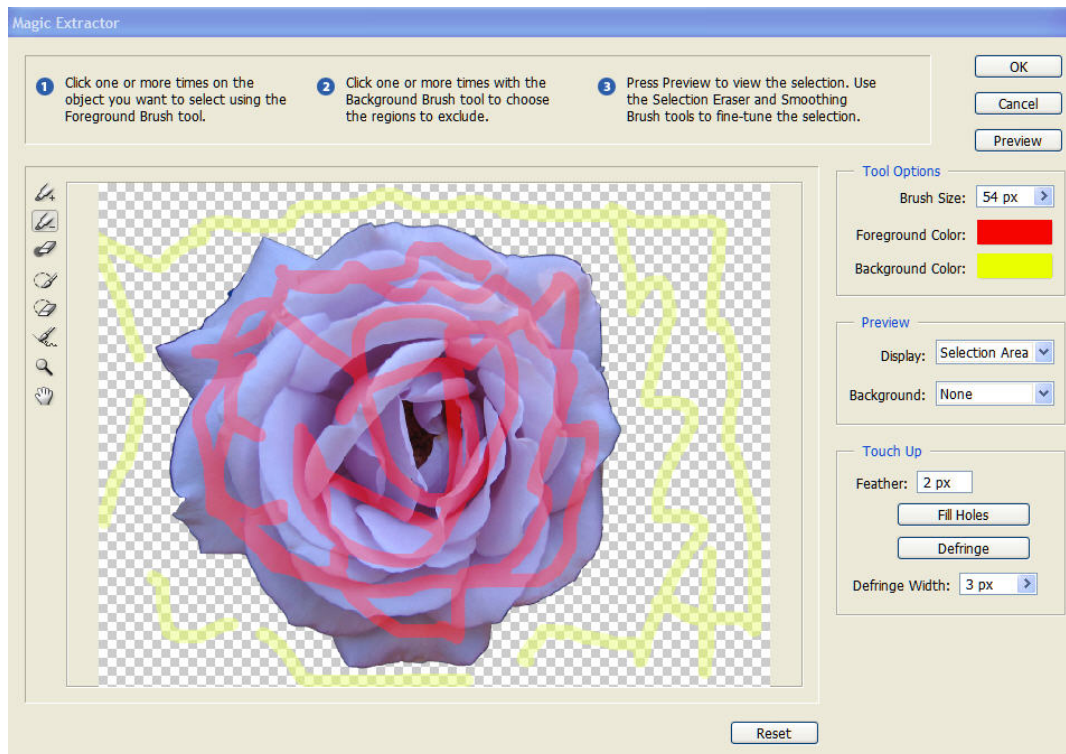 Magic Extractor
1 Click one or more times on the
object you want to select using the
Foreground Brush tool.
2 Click one or more times with the
Background Brush tool to choose
the regions to exclude.
3 Press Preview to view the selection. Use
the Selection Eraser and Smoothing
Brush tools to fine-tune the selection.
OK
Cancel
Preview
Tool Options
Brush Size: 54 px
Foreground Color:
Background Color:
Preview
Display: Selection Area
Background: None
Touch Up
Feather: 2 px
Fill Holes
Defringe
Defringe Width: 3 px
Reset